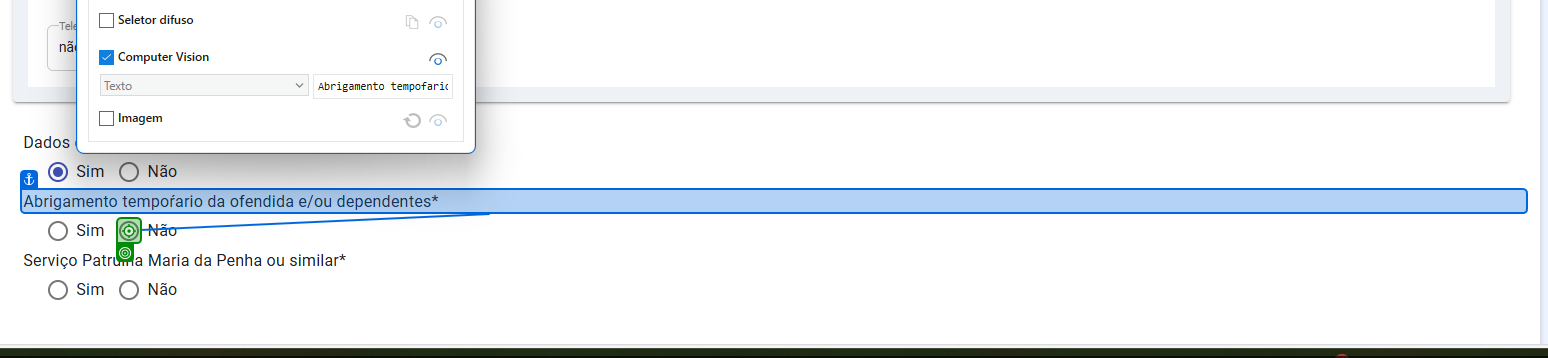 Seletor difuso
Tele
não
Computer Vision
Texto
Abrigamento tempofario
Imagem
Dados
Sim Não
Abrigamento tempoŕario da ofendida e/ou dependentes*
Sim Não
Serviço Patrulha Maria da Penha ou similar*
Sim Não